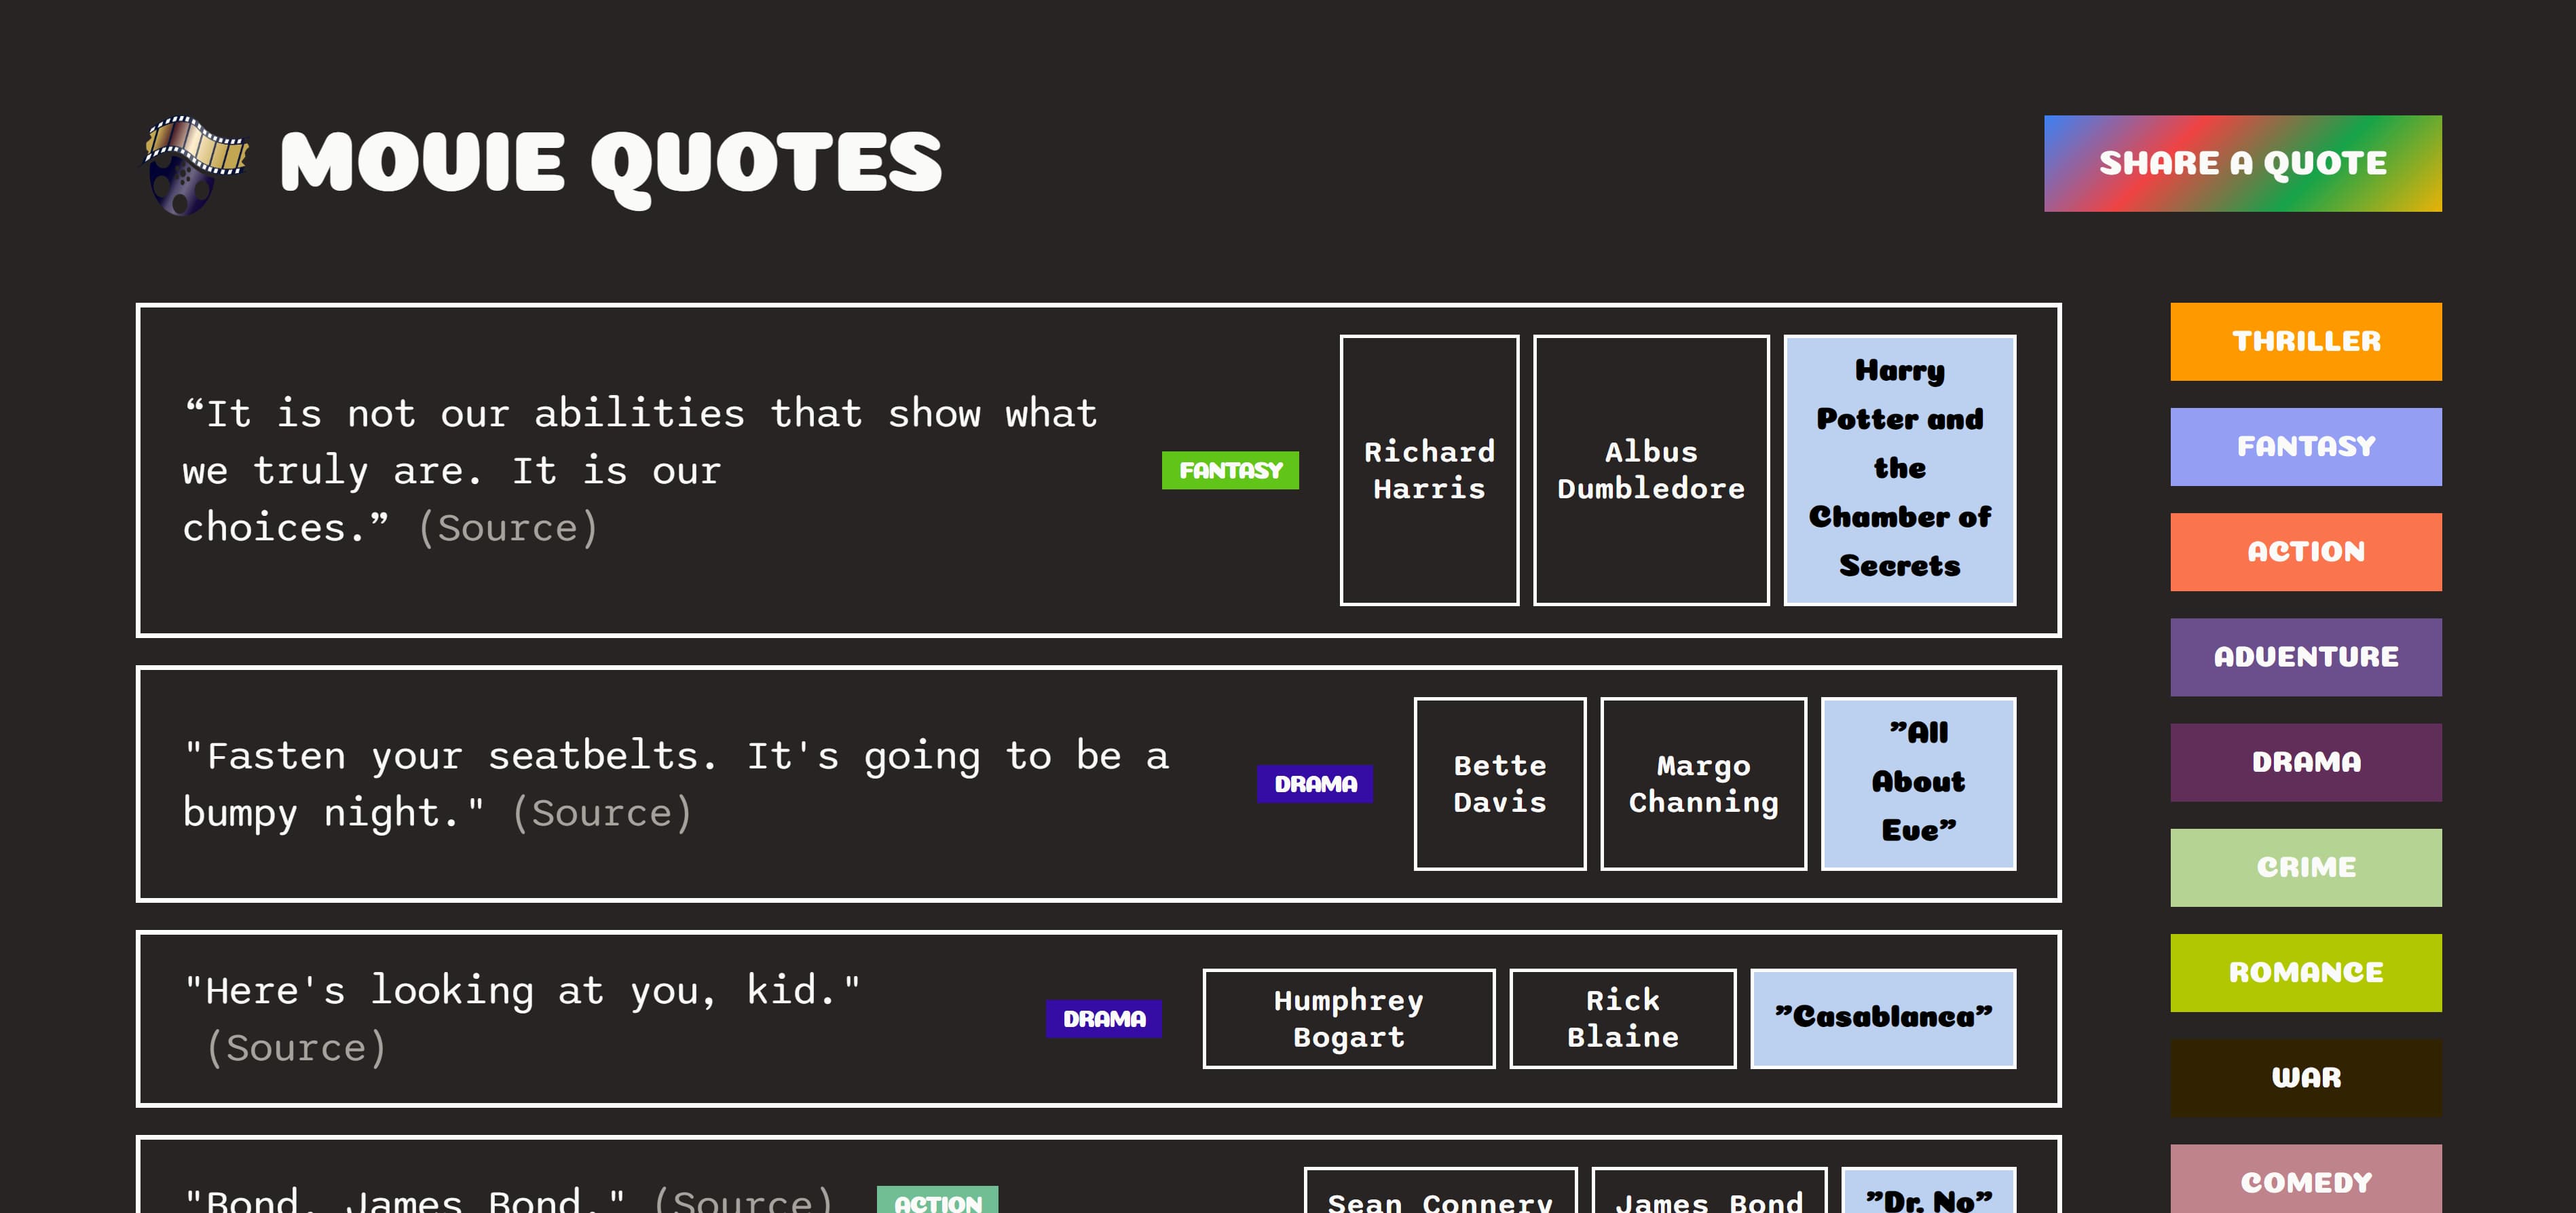 MOVIE QUOTES
SHARE A QUOTE
“It is not our abilities that show what
we truly are. It is our
choices.” (Source)
FANTASY
Richard
Harris
Albus
Dumbledore
Harry
Potter and
the
Chamber of
Secrets
"Fasten your seatbelts. It's going to be a
bumpy night." (Source)
DRAMA
Bette
Davis
Margo
Channing
”All
About
Eve”
"Here's looking at you, kid."
(Source)
DRAMA
Humphrey
Bogart
Rick
Blaine
”Casablanca”
"Bond. James Bond." (Source)
ACTION
Sean Connery
James Bond
”Dr. No”
THRILLER
FANTASY
ACTION
ADVENTURE
DRAMA
CRIME
ROMANCE
WAR
COMEDY